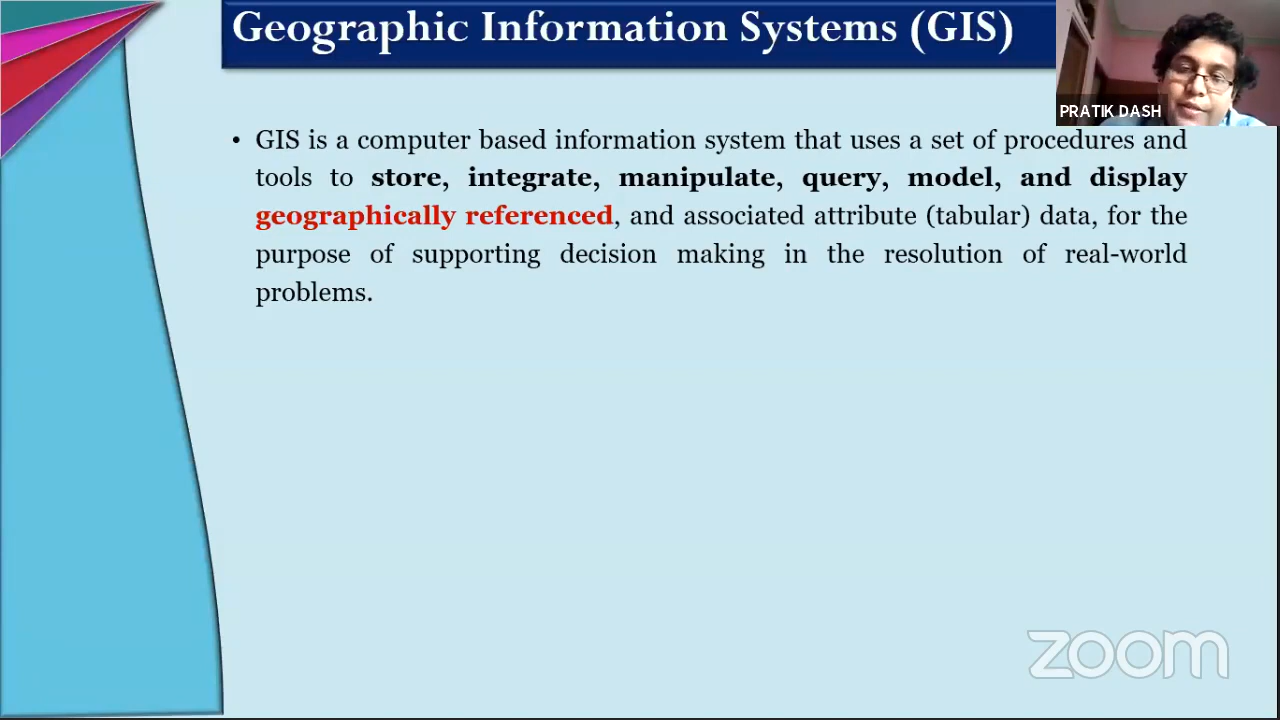 Geographic Information Systems (GIS)
PRATIK DASH
• GIS is a computer based information system that uses a set of procedures and
tools to store, integrate, manipulate, query, model, and display
geographically referenced, and associated attribute (tabular) data, for the
purpose of supporting decision making in the resolution of real-world
problems.
zoom